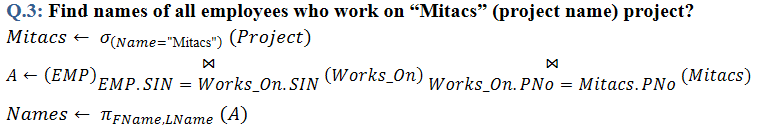 Q.3: Find names of all employees who work on “Mitacs” (project name) project?
Mitacs ← σ(Name="Mitacs") (Project)
A ← (EMP) ⋈ EMP.SIN = Works_On.SIN (Works_On) ⋈ Works_On.PNo = Mitacs.PNo (Mitacs)
Names ← πFName,LName (A)